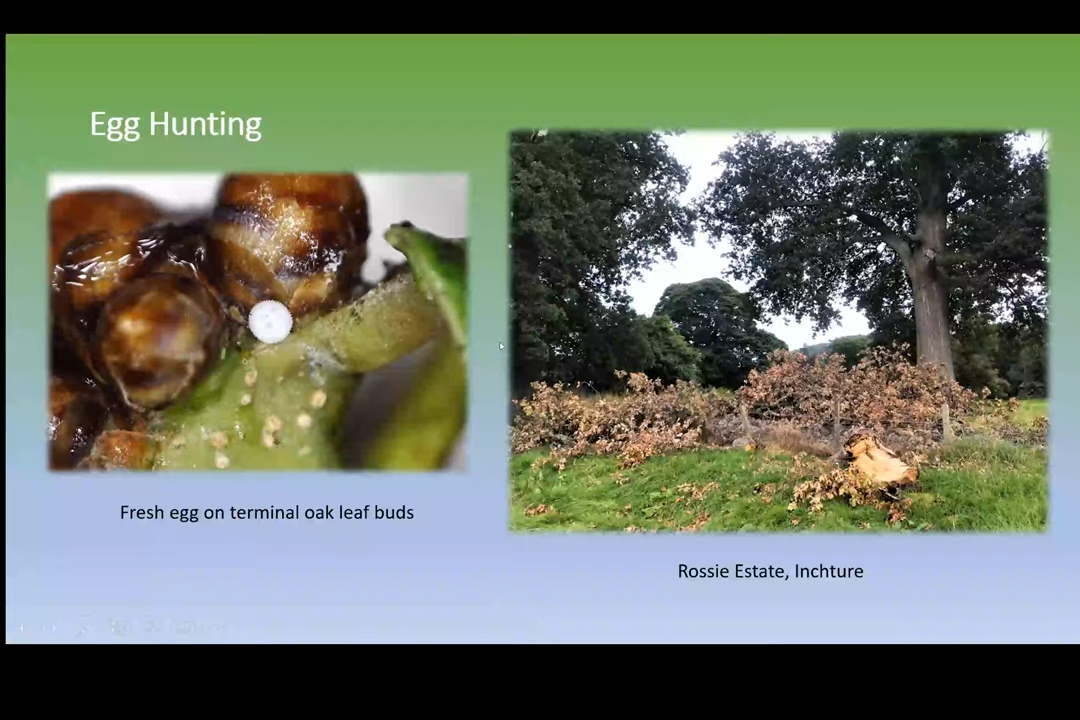 Egg Hunting
Fresh egg on terminal oak leaf buds
Rossie Estate, Inchture